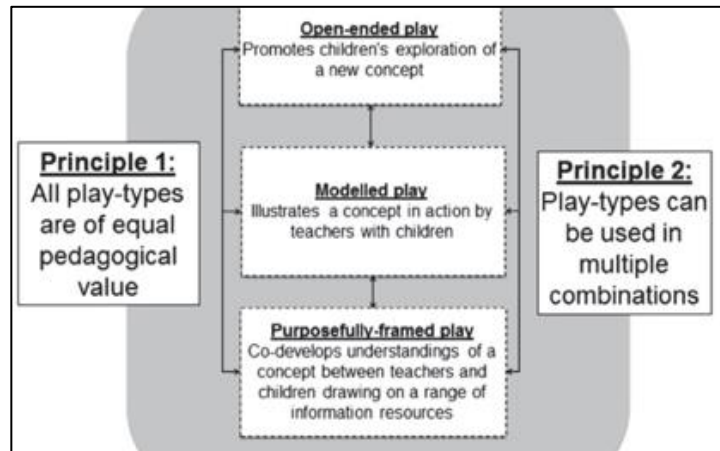 Open-ended play
Promotes children's exploration of
a new concept
Principle 1:
All play-types
are of equal
pedagogical
value
Modelled play
Illustrates a concept in action by
teachers with children
Principle 2:
Play-types can
be used in
multiple
combinations
Purposefully-framed play
Co-develops understandings of a
concept between teachers and
children drawing on a range of
information resources